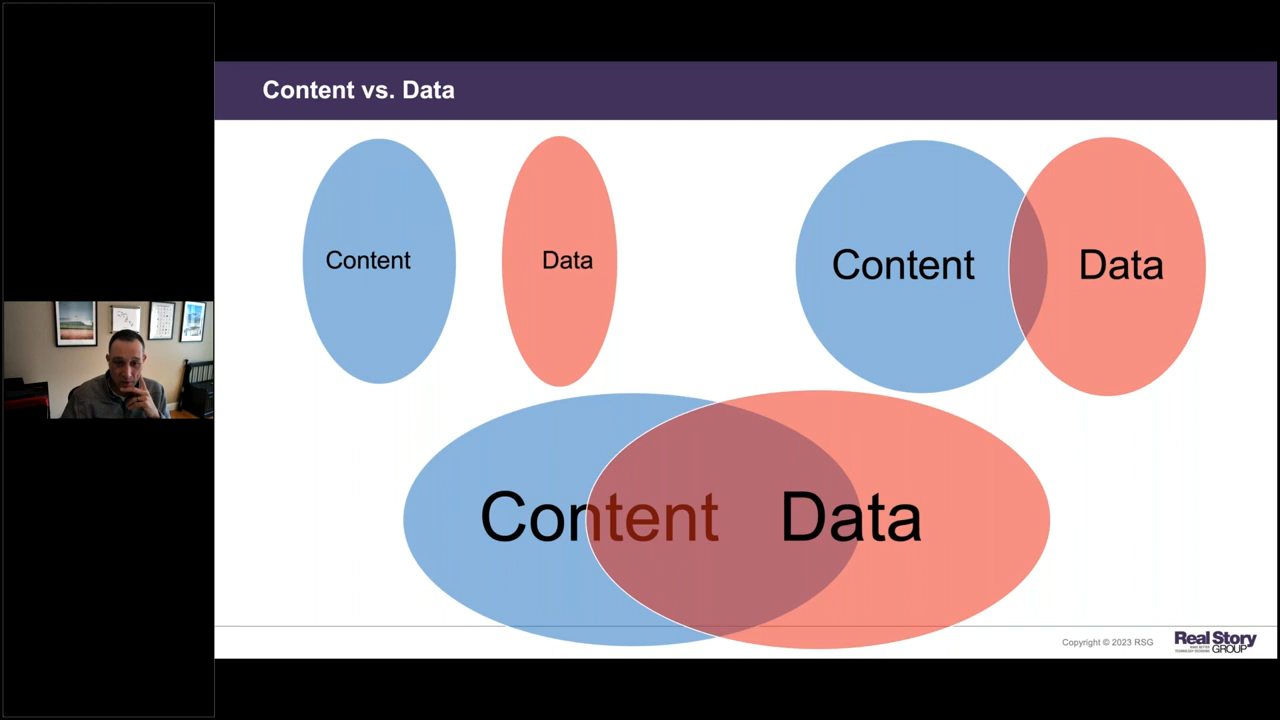 Content vs. Data
Content
Data
Content
Data
Content
Data
Copyright © 2023 RSG
Real Story
GROUP